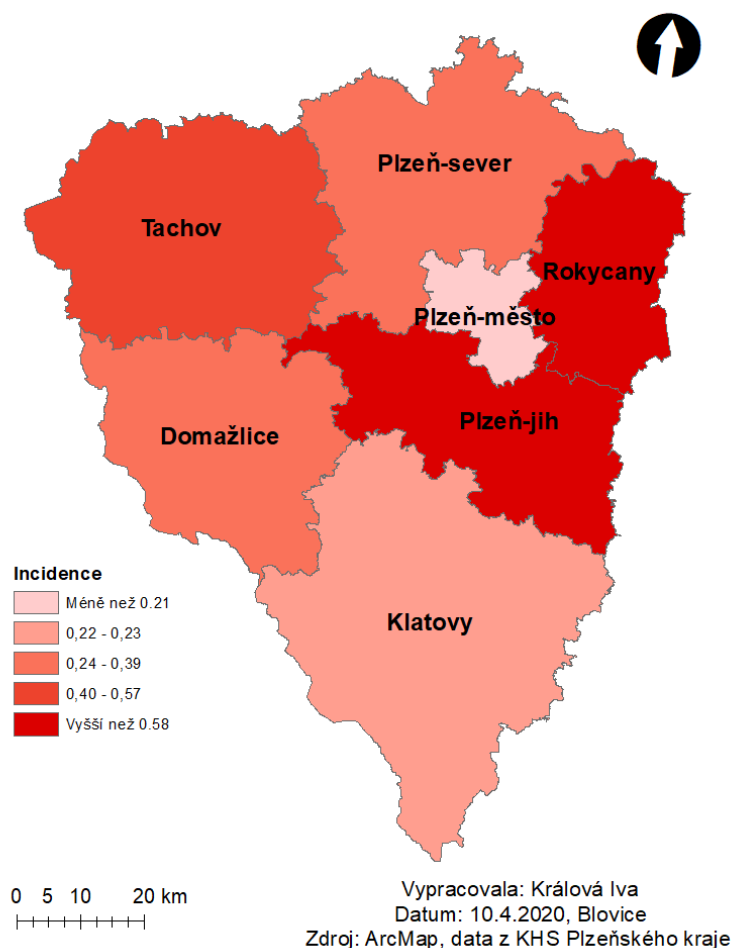 Plzeň-sever
Tachov
Rokycany
Plzeň-město
Plzeň-jih
Domažlice
Klatovy
Incidence
Méně než 0.21
0,22 - 0,23
0,24 - 0,39
0,40 - 0,57
Vyšší než 0.58
0 5 10 20 km
Vypracovala: Králová Iva
Datum: 10.4.2020, Blovice
Zdroj: ArcMap, data z KHS Plzeňského kraje